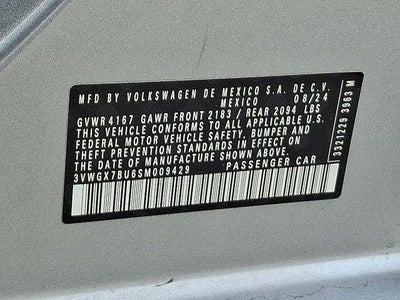 MFD BY VOLKSWAGEN DE MEXICO S.A. DE C.V.
MEXICO 08/24
GVWR 4167 GAWR FRONT 2183 / REAR 2094 LBS
THIS VEHICLE CONFORMS TO ALL APPLICABLE U.S.
FEDERAL MOTOR VEHICLE SAFETY, BUMPER AND
THEFT PREVENTION STANDARDS IN EFFECT ON
THE DATE OF MANUFACTURE SHOWN ABOVE.
3VWGX7BU6SM009429 PASSENGER CAR
3321229 3963 M